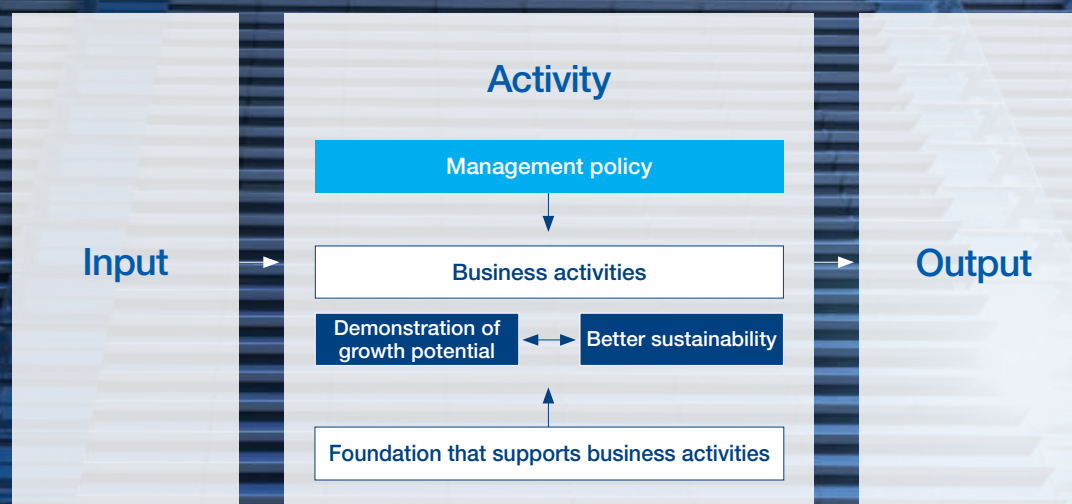 Input
Activity
Management policy
Business activities
Demonstration of
growth potential
Better sustainability
Foundation that supports business activities
Output